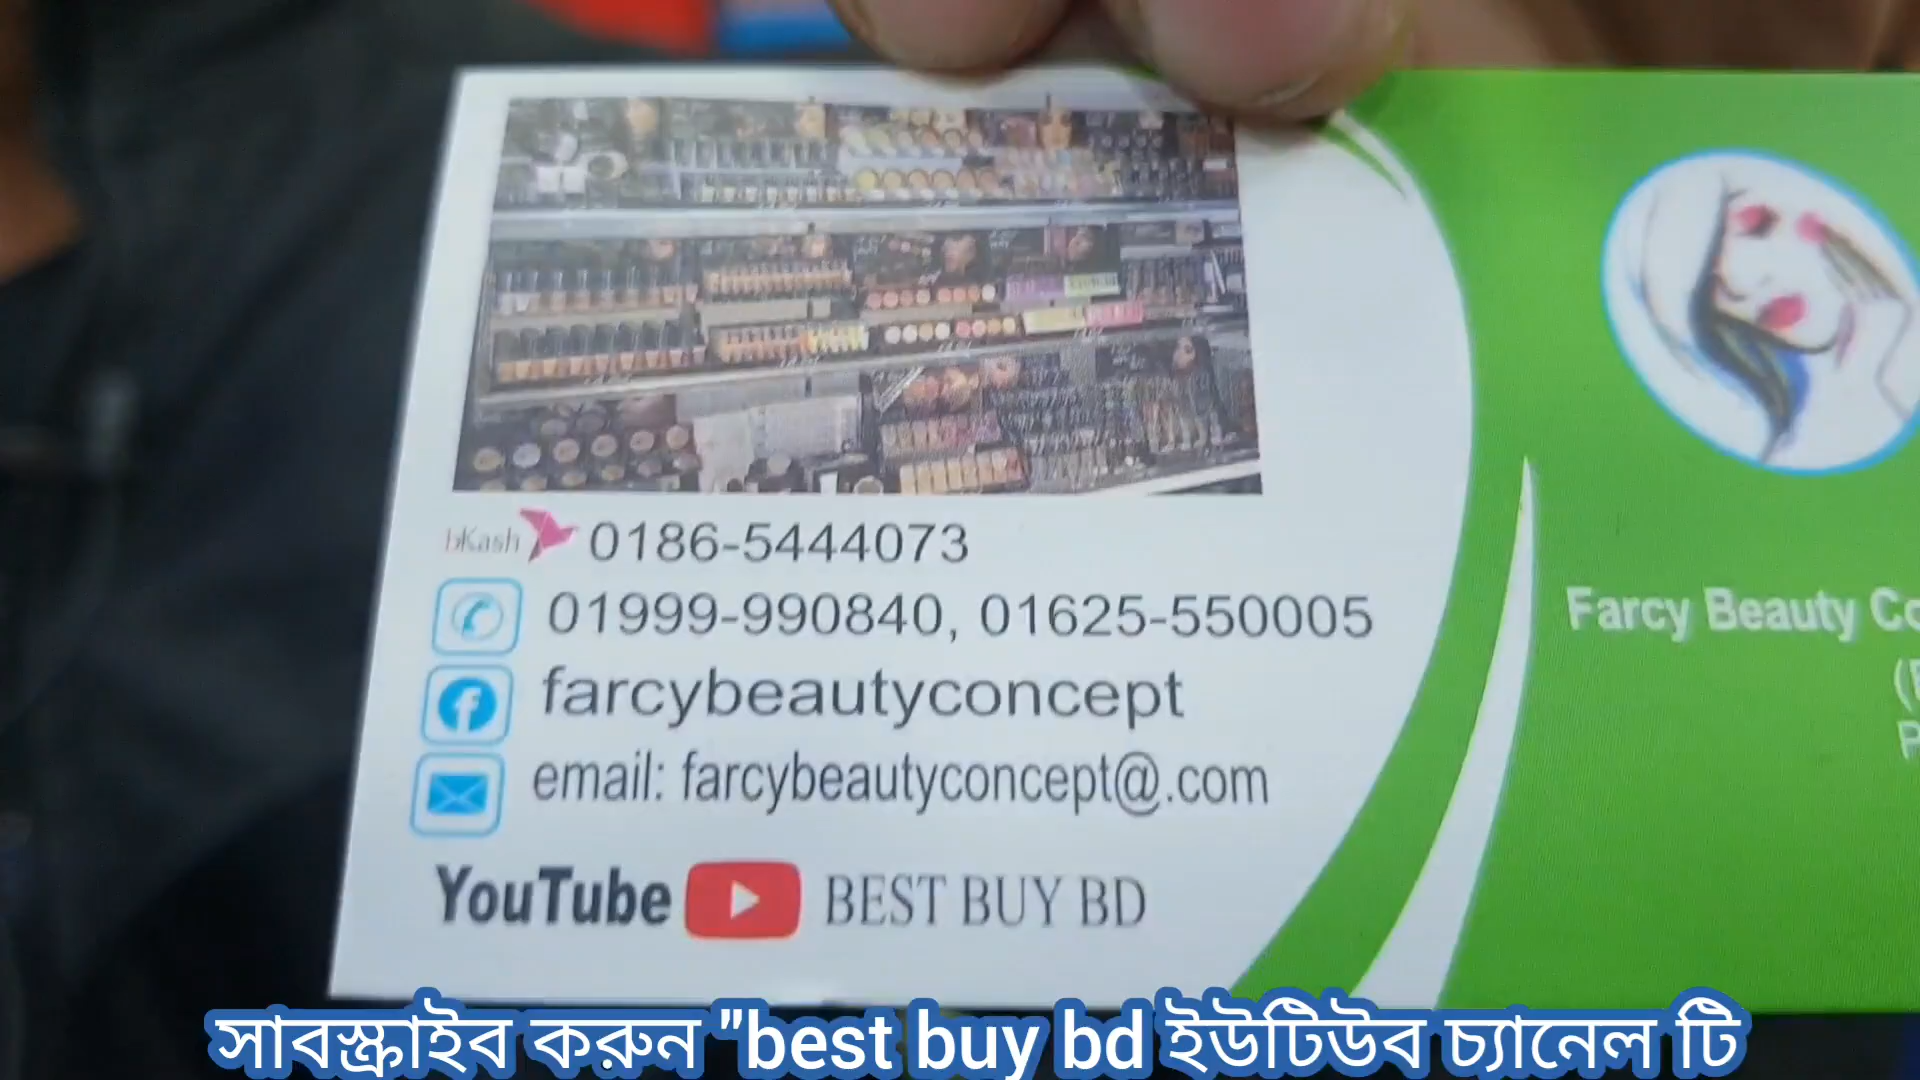 bKash 0186-5444073
01999-990840, 01625-550005
farcybeautyconcept
email: farcybeautyconcept@.com
YouTube BEST BUY BD
Farcy Beauty
সাবস্ক্রাইব করুন "best buy bd ইউটিউব চ্যানেল টি